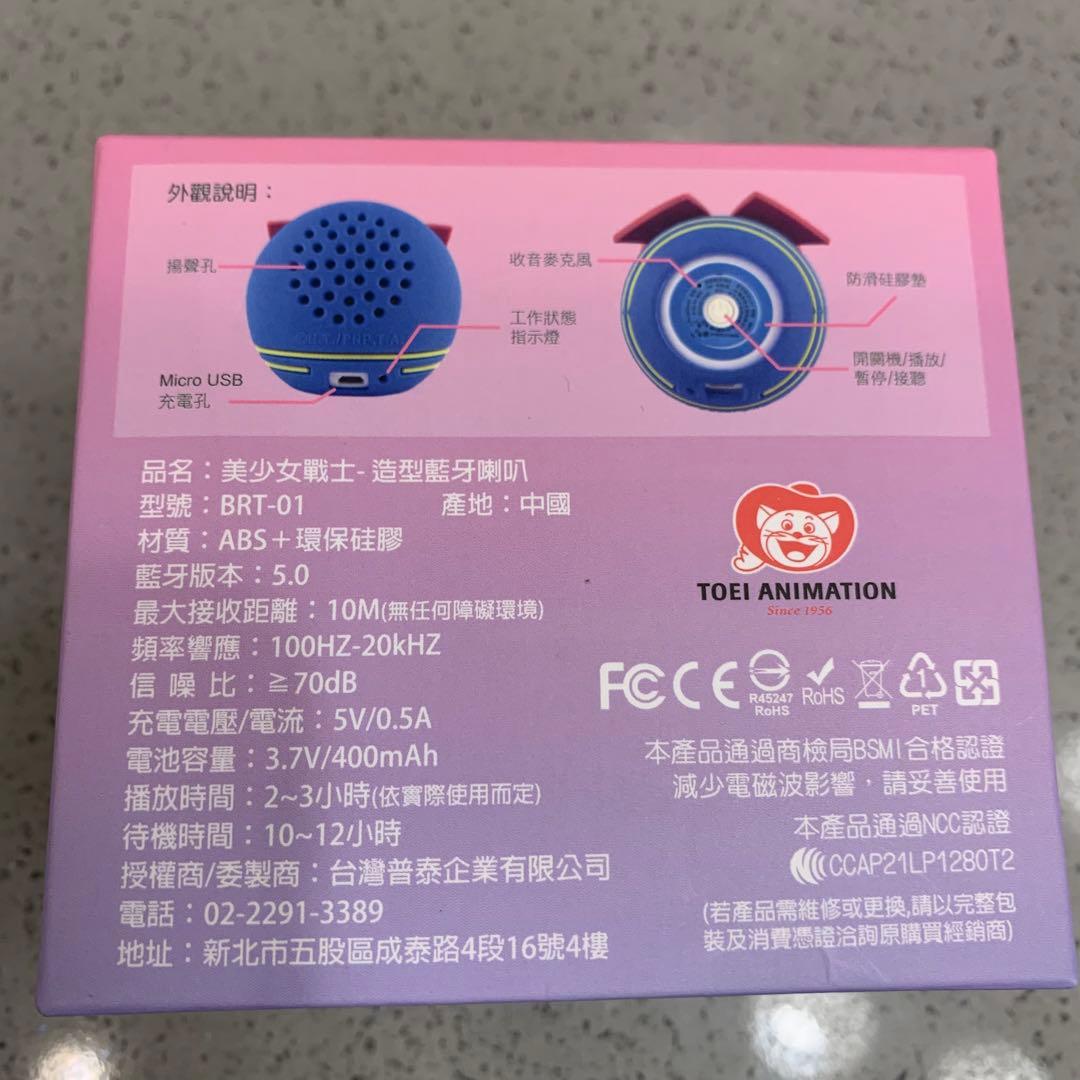 外觀說明：
揚聲孔
工作狀態
指示燈
Micro USB
充電孔
收音麥克風
防滑硅膠墊
開關機/播放/
暫停/接聽
品名：美少女戰士- 造型藍牙喇叭
型號：BRT-01 產地：中國
材質：ABS＋環保硅膠
藍牙版本：5.0
最大接收距離：10M(無任何障礙環境)
頻率響應：100HZ-20kHZ
信 噪 比：≧70dB
充電電壓/電流：5V/0.5A
電池容量：3.7V/400mAh
播放時間：2~3小時(依實際使用而定)
待機時間：10~12小時
授權商/委製商：台灣普泰企業有限公司
電話：02-2291-3389
地址：新北市五股區成泰路4段16號4樓
TOEI ANIMATION
Since 1956
FC CE R45247 RoHS RoHS 1 PET
本產品通過商檢局BSMI合格認證
減少電磁波影響，請妥善使用
本產品通過NCC認證
CCAP21LP1280T2
(若產品需維修或更換,請以完整包
裝及消費憑證洽詢原購買經銷商)